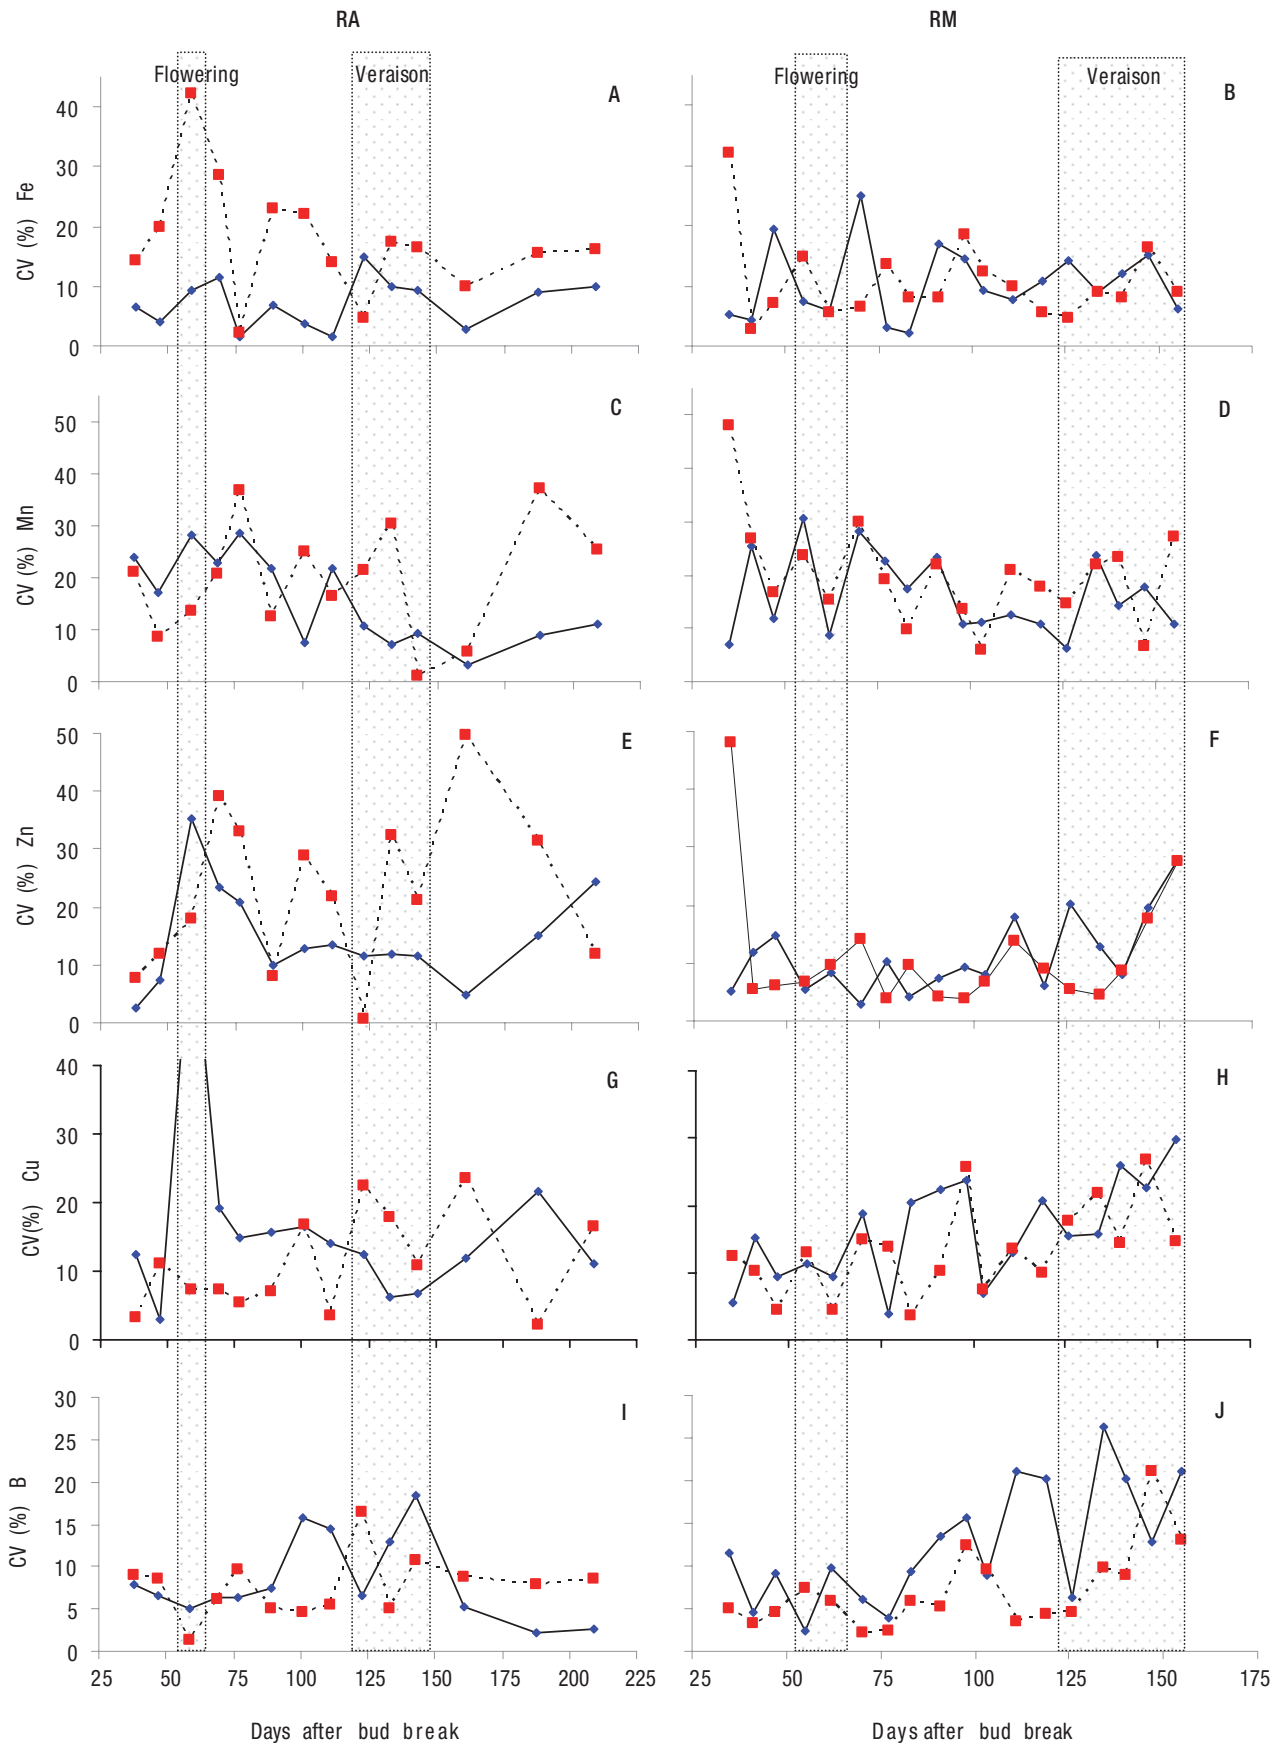 RA RM
Flowering Veraison Flowering Veraison
A B
CV (%) Fe
40
30
20
10
0
C D
CV (%) Mn
50
40
30
20
10
0
E F
CV (%) Zn
50
40
30
20
10
0
G H
CV(%) Cu
40
30
20
10
0
I J
CV (%) B
30
25
20
15
10
5
0
25 50 75 100 125 150 175 200 225 25 50 75 100 125 150 175
Days after bud break Days after bud break